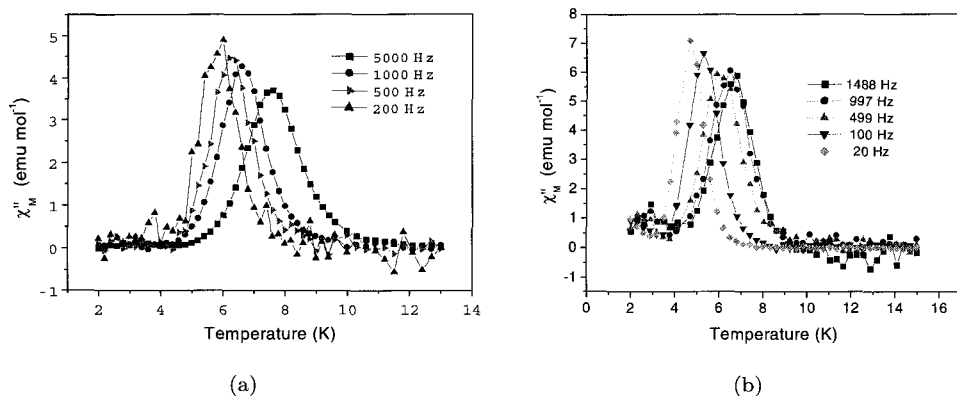 5
4
3
2
1
0
-1
2
4
6
8
10
12
14
χ"M (emu mol-1)
Temperature (K)
5000 Hz
1000 Hz
500 Hz
200 Hz
(a)
8
7
6
5
4
3
2
1
0
-1
0
2
4
6
8
10
12
14
16
χ"M (emu mol-1)
Temperature (K)
1488 Hz
997 Hz
499 Hz
100 Hz
20 Hz
(b)